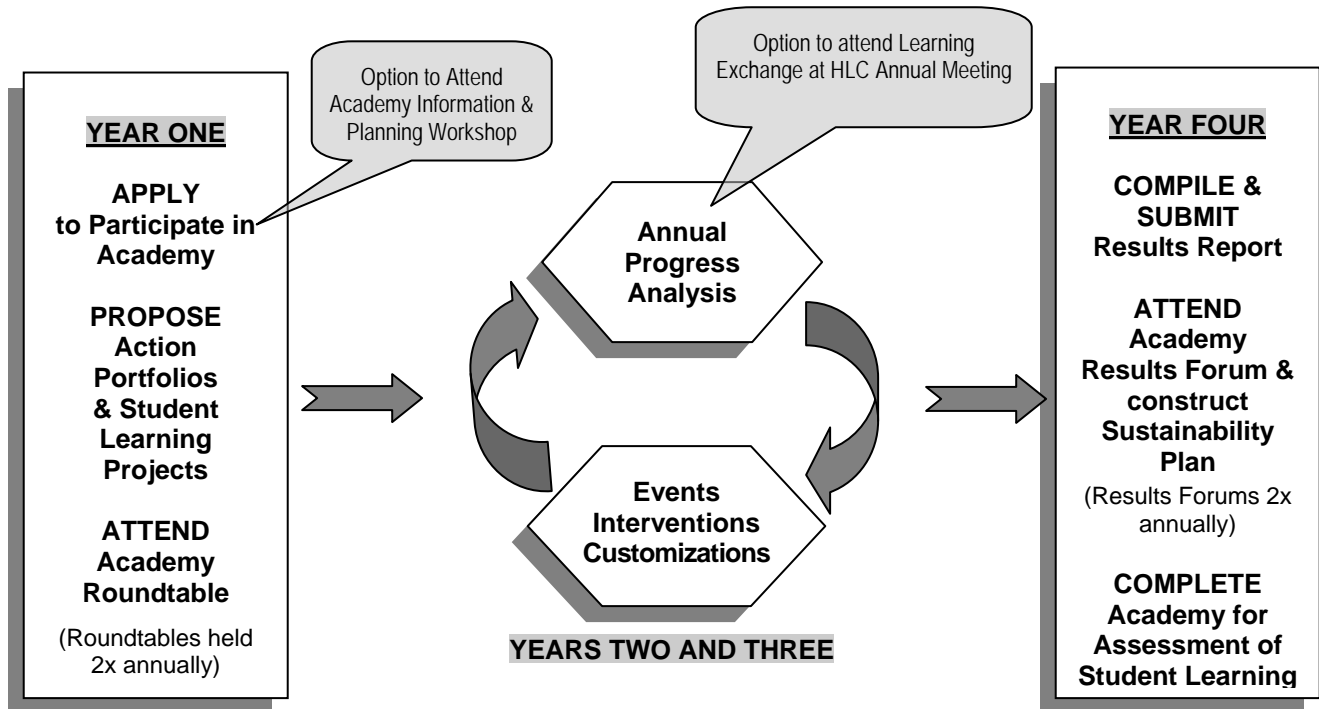 YEAR ONE
APPLY
to Participate in
Academy
PROPOSE
Action
Portfolios
& Student
Learning
Projects
ATTEND
Academy
Roundtable
(Roundtables held
2x annually)
Option to Attend
Academy Information &
Planning Workshop
Option to attend Learning
Exchange at HLC Annual Meeting
Annual
Progress
Analysis
Events
Interventions
Customizations
YEARS TWO AND THREE
YEAR FOUR
COMPILE &
SUBMIT
Results Report
ATTEND
Academy
Results Forum &
construct
Sustainability
Plan
(Results Forums 2x
annually)
COMPLETE
Academy for
Assessment of
Student Learning